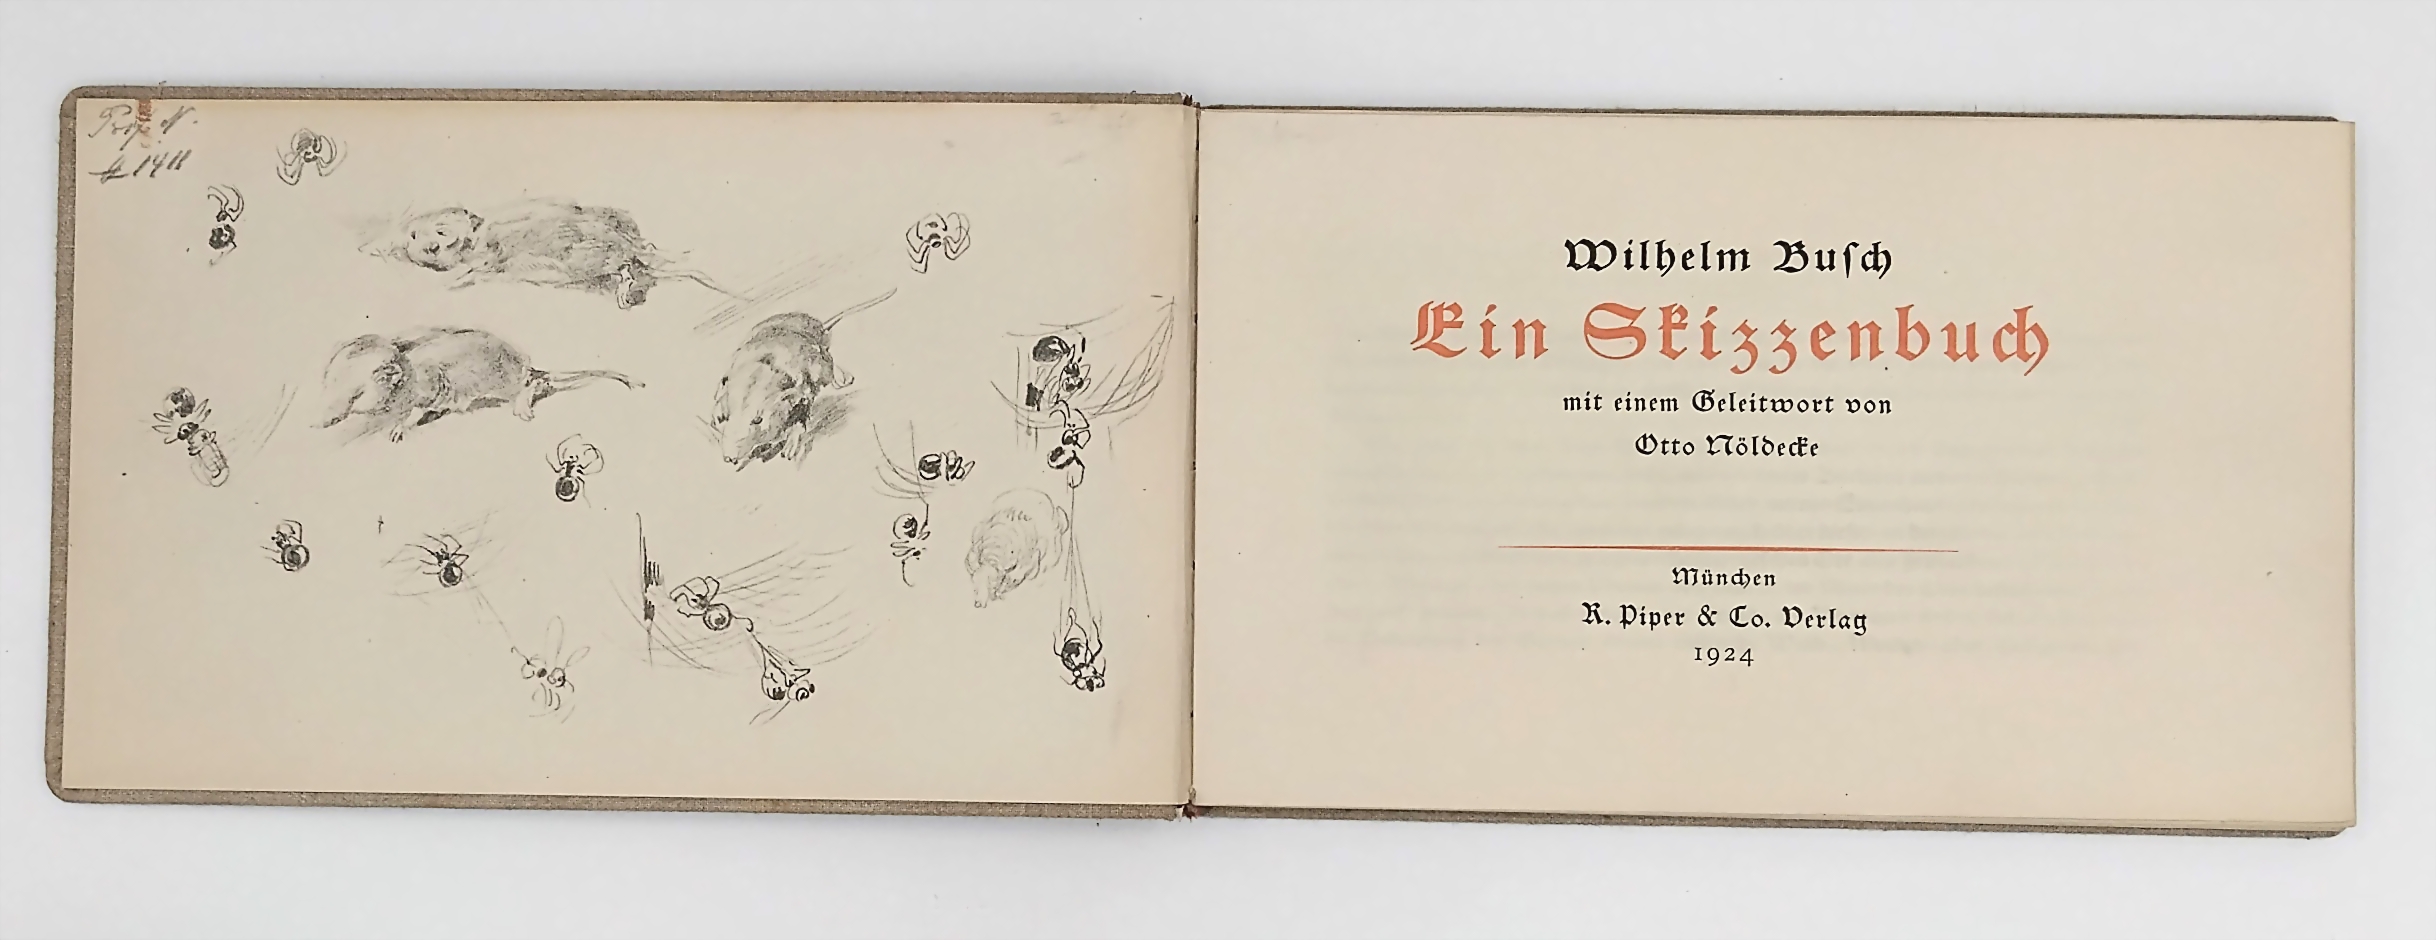 Wilhelm Buſch
Ein Skizzenbuch
mit einem Geleitwort von
Otto Nöldecke
München
R. Piper & Co. Verlag
1924